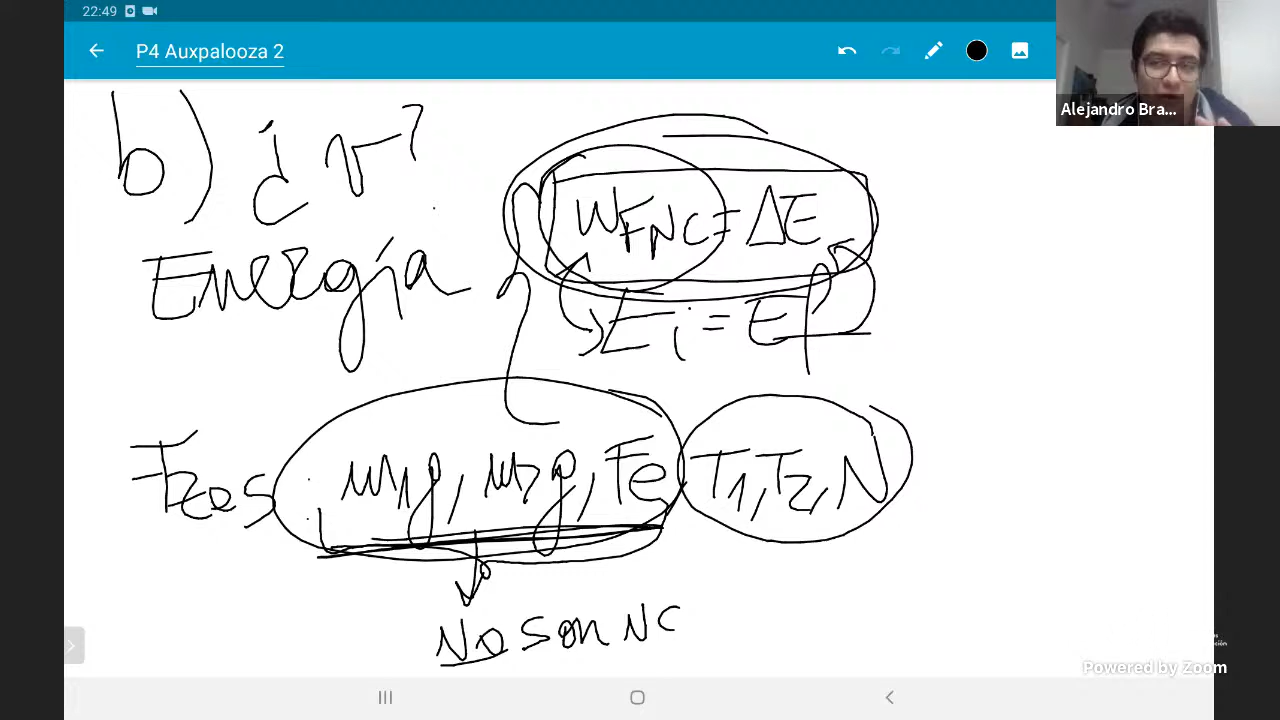 22:49
P4 Auxpalooza 2
Alejandro Bra...
b) ¿v?
Energía
W_FNC = ΔE
Ei = Ef
Fzas m₁g, m₂g, Fe T₁, T₂, N
No son NC
Powered by Zoom